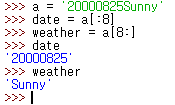 >>> a = '20000825Sunny'
>>> date = a[:8]
>>> weather = a[8:]
>>> date
'20000825'
>>> weather
'Sunny'
>>>